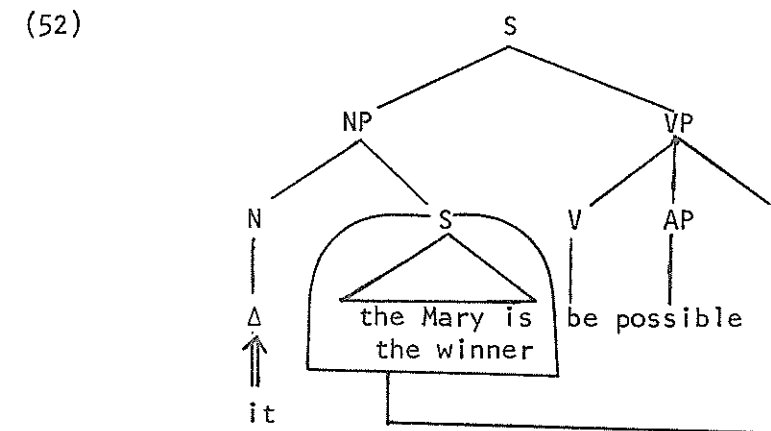 (52)
S
NP VP
N S V AP
Δ the Mary is be possible
the winner
it